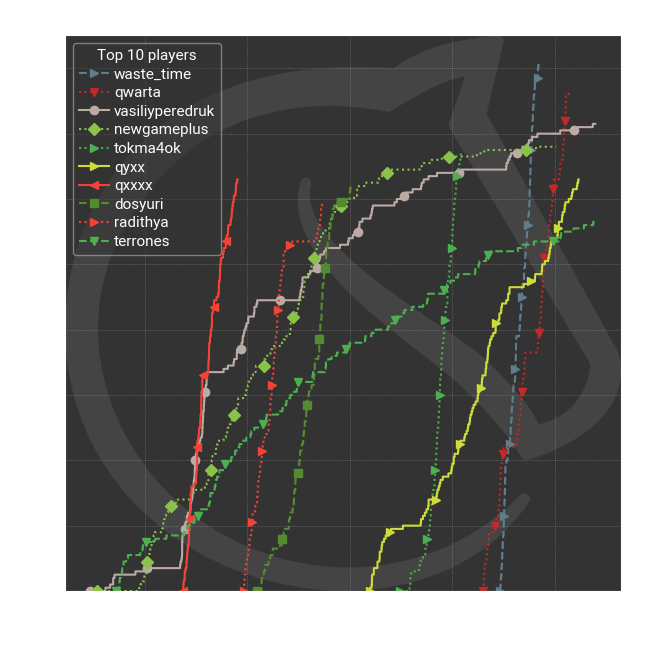 Top 10 players
waste_time
qwarta
vasiliyperedruk
newgameplus
tokma4ok
qyxx
qxxxx
dosyuri
radithya
terrones